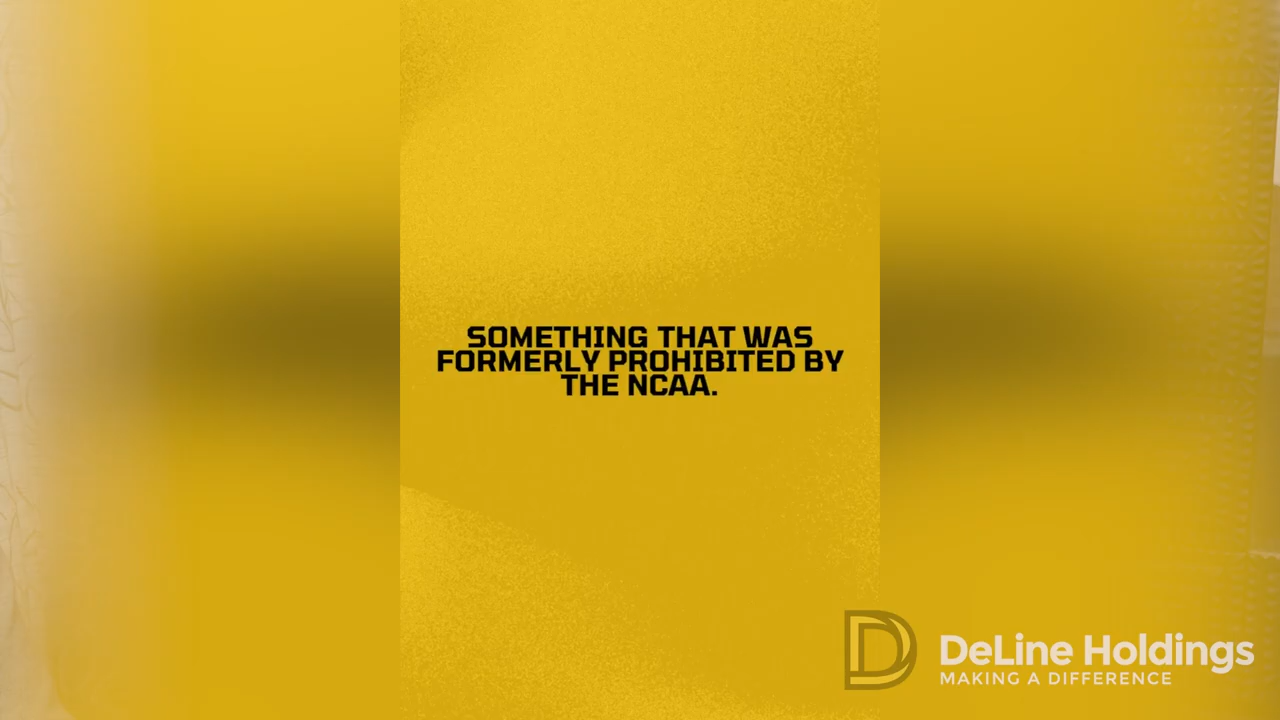 SOMETHING THAT WAS
FORMERLY PROHIBITED BY
THE NCAA.
DeLine Holdings
MAKING A DIFFERENCE